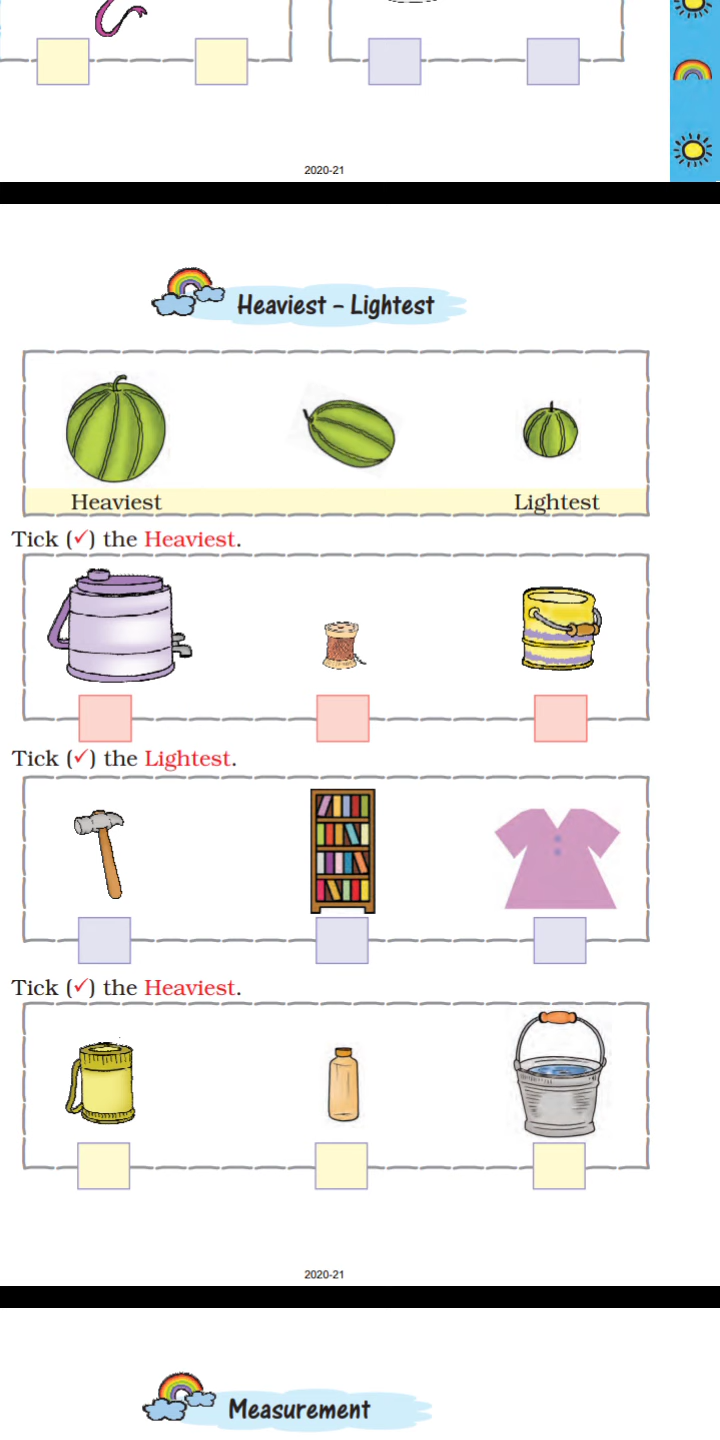 2020-21
Heaviest – Lightest
Heaviest Lightest
Tick (✓) the Heaviest.
Tick (✓) the Lightest.
Tick (✓) the Heaviest.
2020-21
Measurement